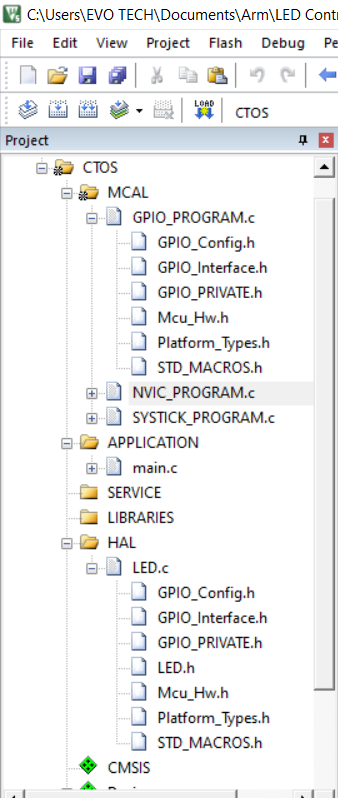 C:\Users\EVO TECH\Documents\Arm\LED Contr
File Edit View Project Flash Debug Pe
LOAD CTOS
Project
CTOS
MCAL
GPIO_PROGRAM.c
GPIO_Config.h
GPIO_Interface.h
GPIO_PRIVATE.h
Mcu_Hw.h
Platform_Types.h
STD_MACROS.h
NVIC_PROGRAM.c
SYSTICK_PROGRAM.c
APPLICATION
main.c
SERVICE
LIBRARIES
HAL
LED.c
GPIO_Config.h
GPIO_Interface.h
GPIO_PRIVATE.h
LED.h
Mcu_Hw.h
Platform_Types.h
STD_MACROS.h
CMSIS